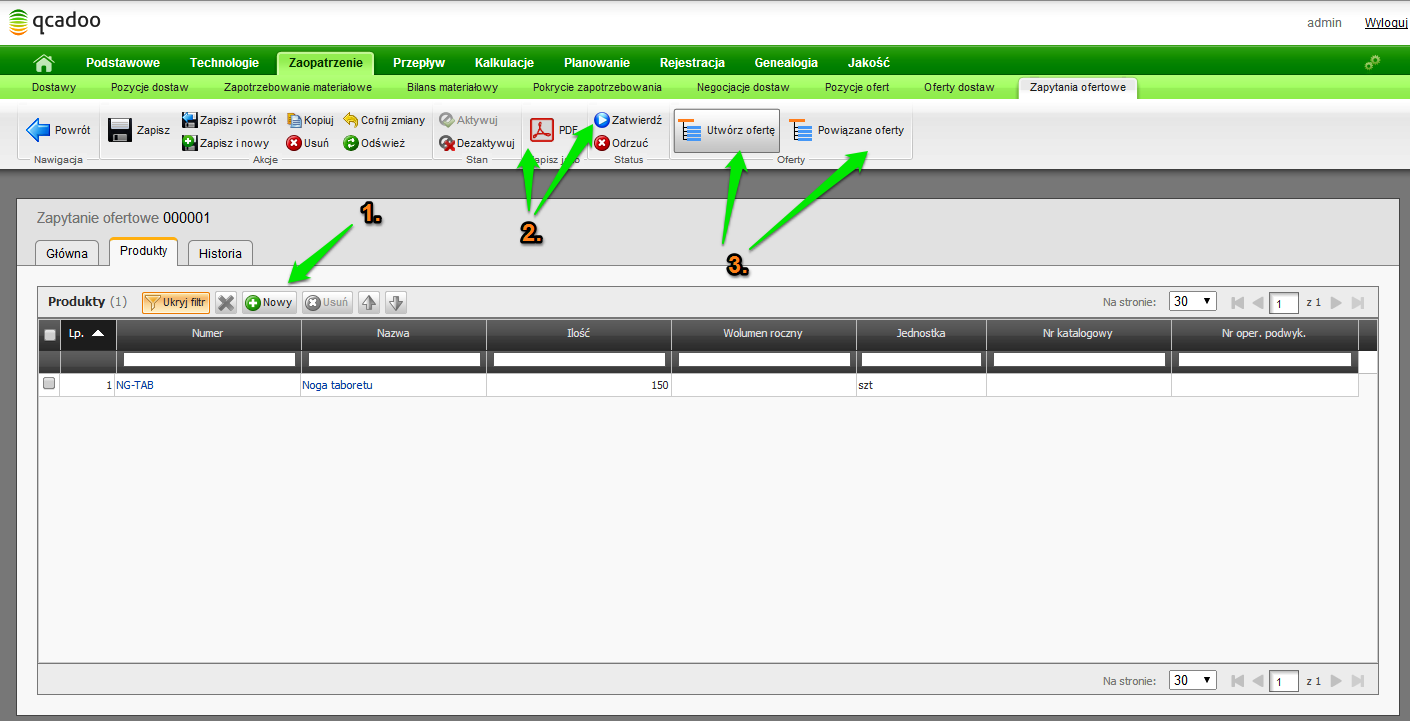 qcadoo
admin Wyloguj
Podstawowe Technologie Zaopatrzenie Przepływ Kalkulacje Planowanie Rejestracja Genealogia Jakość
Dostawy Pozycje dostaw Zapotrzebowanie materiałowe Bilans materiałowy Pokrycie zapotrzebowania Negocjacje dostaw Pozycje ofert Oferty dostaw Zapytania ofertowe
Powrót Zapisz Zapisz i powrót Kopiuj Cofnij zmiany Aktywuj PDF Zatwierdź Utwórz ofertę Powiązane oferty
Zapisz i nowy Usuń Odśwież Dezaktywuj Odrzuć
Nawigacja Akcje Stan Status Oferty
Zapytanie ofertowe 000001
1.
2.
3.
Główna Produkty Historia
Produkty (1) Ukryj filtr Nowy Usuń Na stronie: 30 1 z 1
Lp. Numer Nazwa Ilość Wolumen roczny Jednostka Nr katalogowy Nr oper. podwyk.
1 NG-TAB Noga taboretu 150 szt
Na stronie: 30 1 z 1